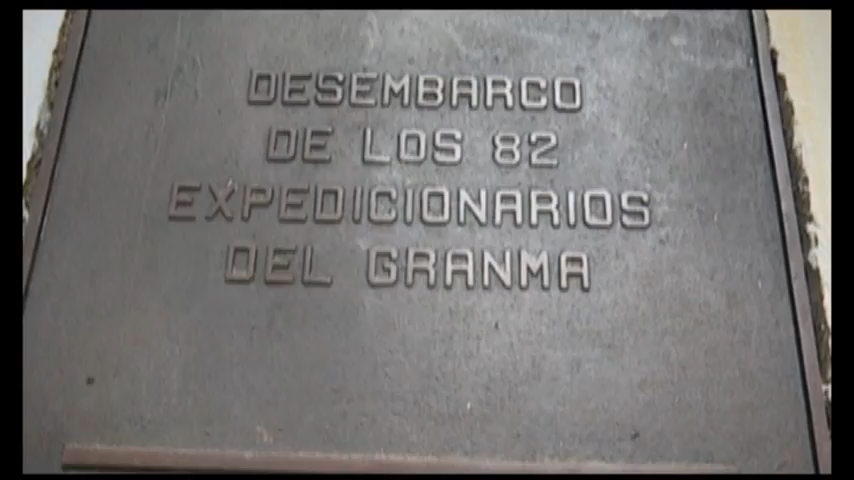 DESEMBARCO
DE LOS 82
EXPEDICIONARIOS
DEL GRANMA